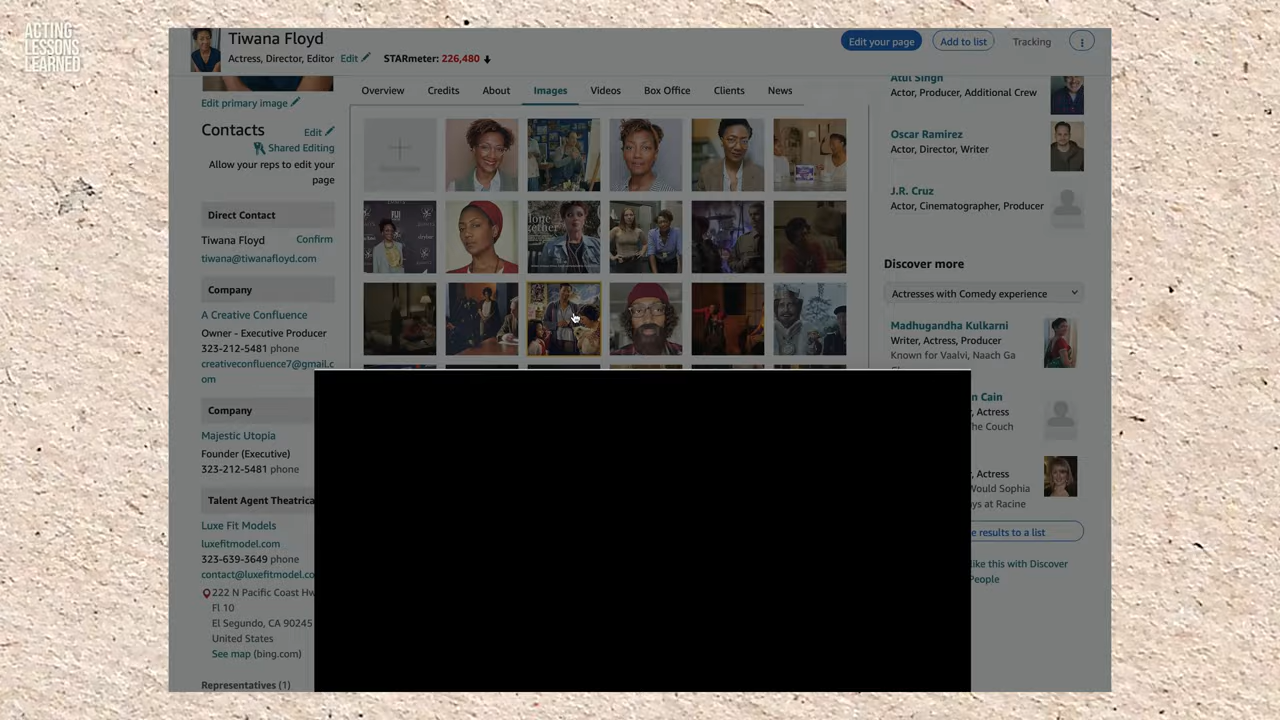 ACTING
LESSONS
LEARNED
Tiwana Floyd
Actress, Director, Editor Edit
STARmeter: 226,480
Edit your page
Add to list
Tracking
Edit primary image
Overview
Credits
About
Images
Videos
Box Office
Clients
News
Contacts
Edit
Shared Editing
Allow your reps to edit your
page
Direct Contact
Tiwana Floyd
Confirm
tiwana@tiwanafloyd.com
Company
A Creative Confluence
Owner - Executive Producer
323-212-5481 phone
creativeconfluence7@gmail.c
om
Company
Majestic Utopia
Founder (Executive)
323-212-5481 phone
Talent Agent Theatrica
Luxe Fit Models
luxefitmodel.com
323-639-3649 phone
contact@luxefitmodel.co
222 N Pacific Coast Hw
Fl 10
El Segundo, CA 90245
United States
See map (bing.com)
Representatives (1)
Atul Singh
Actor, Producer, Additional Crew
Oscar Ramirez
Actor, Director, Writer
J.R. Cruz
Actor, Cinematographer, Producer
Discover more
Actresses with Comedy experience
Madhugandha Kulkarni
Writer, Actress, Producer
Known for Vaalvi, Naach Ga
n Cain
, Actress
he Couch
, Actress
Would Sophia
ys at Racine
e results to a list
like this with Discover
People